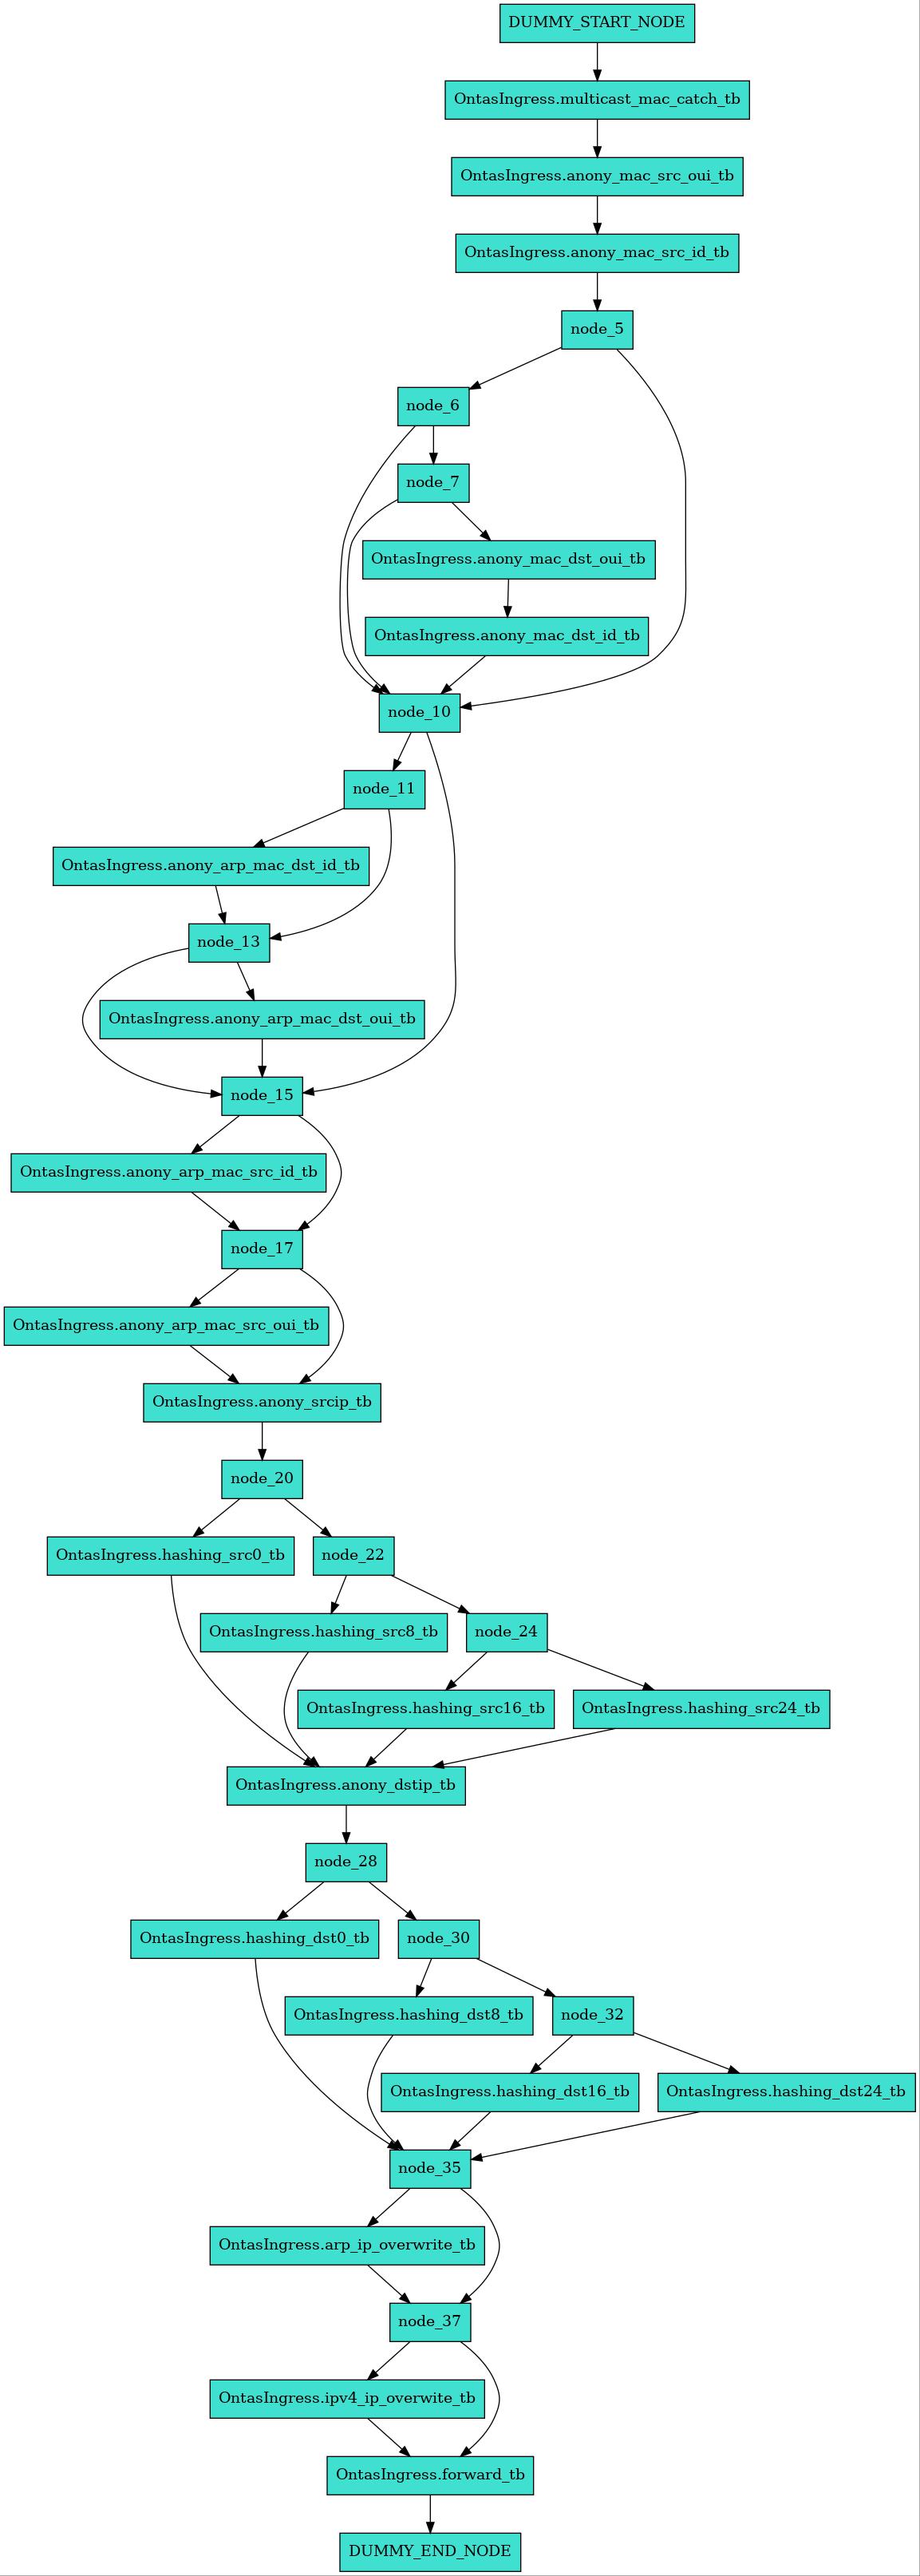 DUMMY_START_NODE
OntasIngress.multicast_mac_catch_tb
OntasIngress.anony_mac_src_oui_tb
OntasIngress.anony_mac_src_id_tb
node_5
node_6
node_7
OntasIngress.anony_mac_dst_oui_tb
OntasIngress.anony_mac_dst_id_tb
node_10
node_11
OntasIngress.anony_arp_mac_dst_id_tb
node_13
OntasIngress.anony_arp_mac_dst_oui_tb
node_15
OntasIngress.anony_arp_mac_src_id_tb
node_17
OntasIngress.anony_arp_mac_src_oui_tb
OntasIngress.anony_srcip_tb
node_20
OntasIngress.hashing_src0_tb
node_22
OntasIngress.hashing_src8_tb
node_24
OntasIngress.hashing_src16_tb
OntasIngress.hashing_src24_tb
OntasIngress.anony_dstip_tb
node_28
OntasIngress.hashing_dst0_tb
node_30
OntasIngress.hashing_dst8_tb
node_32
OntasIngress.hashing_dst16_tb
OntasIngress.hashing_dst24_tb
node_35
OntasIngress.arp_ip_overwrite_tb
node_37
OntasIngress.ipv4_ip_overwite_tb
OntasIngress.forward_tb
DUMMY_END_NODE